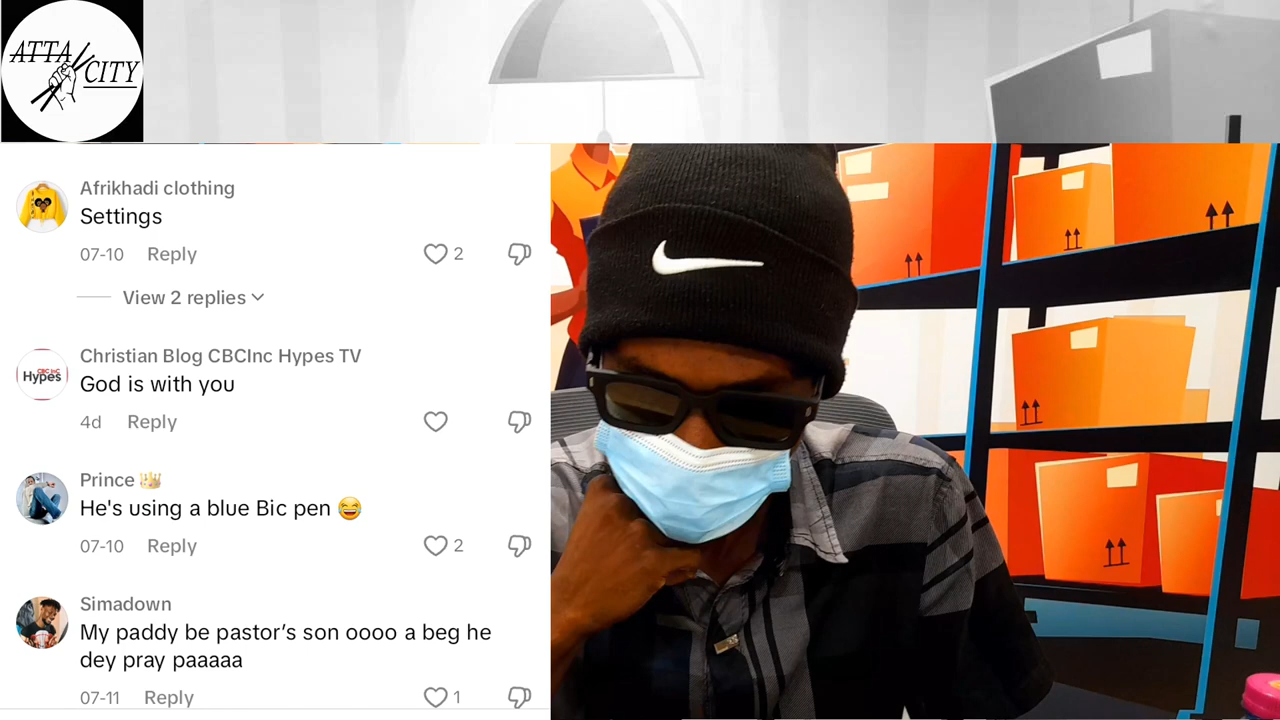 ATTA
CITY
Afrikhadi clothing
Settings
07-10 Reply
2
View 2 replies
Christian Blog CBCInc Hypes TV
God is with you
4d Reply
CBC INC
Hypes
Prince 👑
He's using a blue Bic pen 😂
07-10 Reply
2
Simadown
My paddy be pastor's son oooo a beg he
dey pray paaaaa
07-11 Reply
1